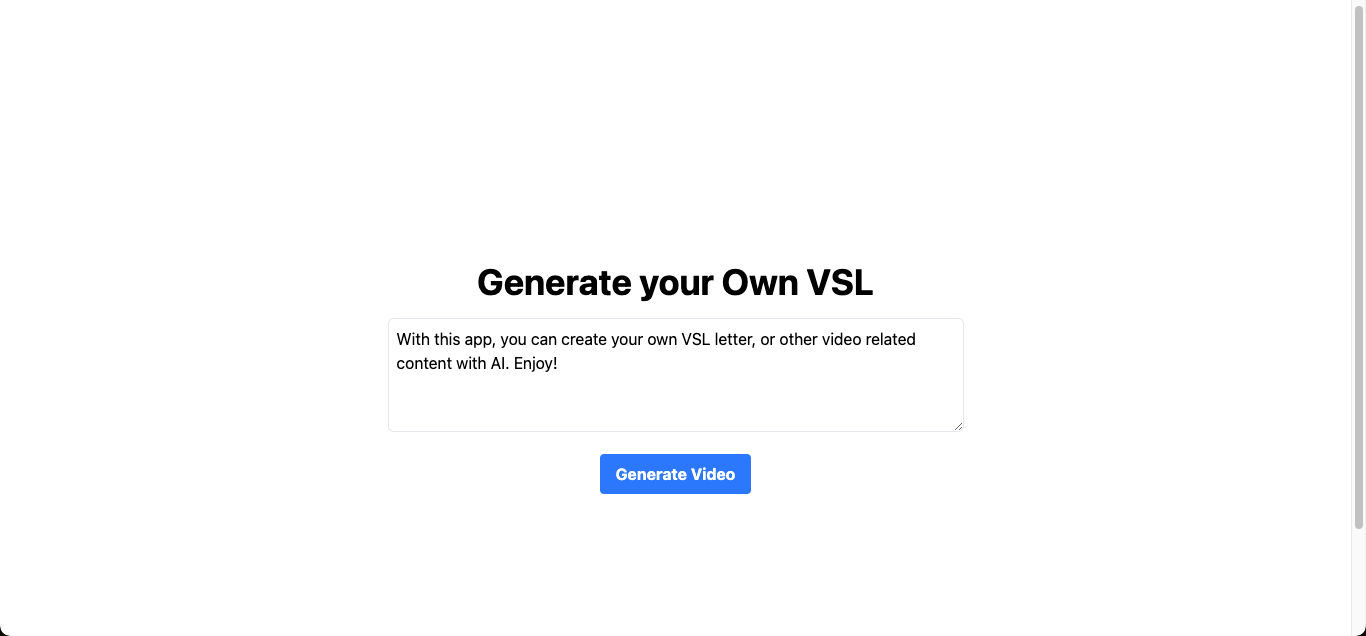 Generate your Own VSL
With this app, you can create your own VSL letter, or other video related
content with AI. Enjoy!
Generate Video